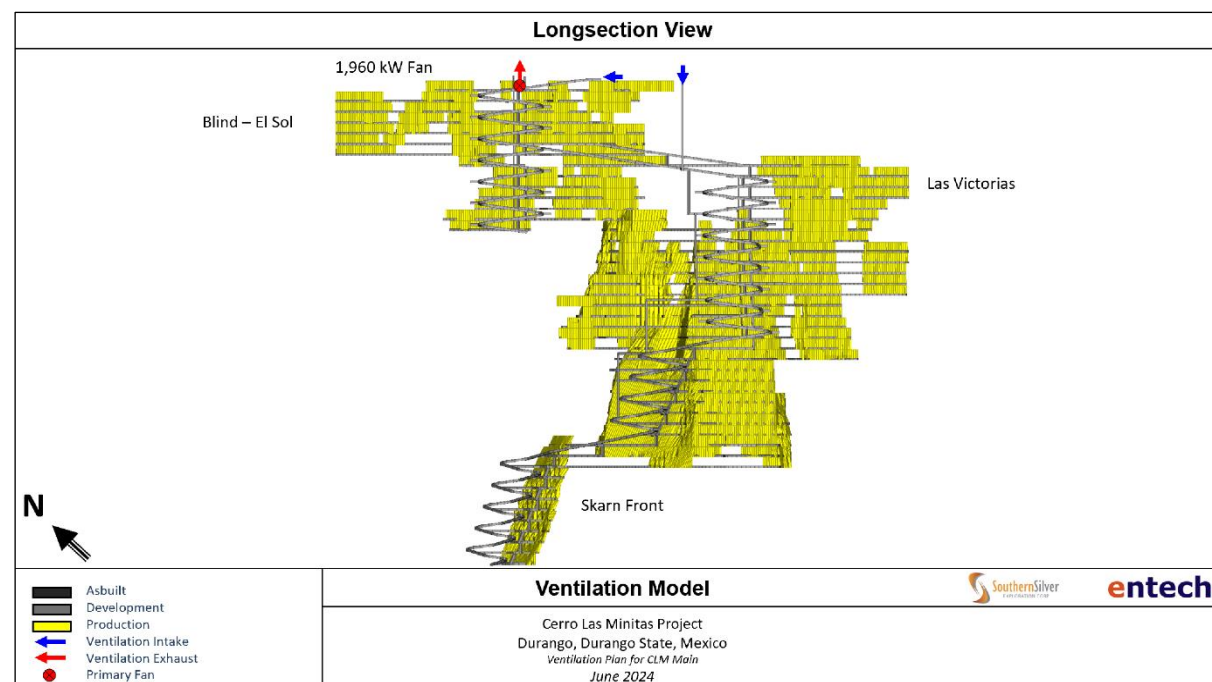 Longsection View
1,960 kW Fan
Blind – El Sol
Las Victorias
Skarn Front
N
Asbuilt
Development
Production
Ventilation Intake
Ventilation Exhaust
Primary Fan
Ventilation Model
SouthernSilver
EXPLORATION CORP
entech
Cerro Las Minitas Project
Durango, Durango State, Mexico
Ventilation Plan for CLM Main
June 2024